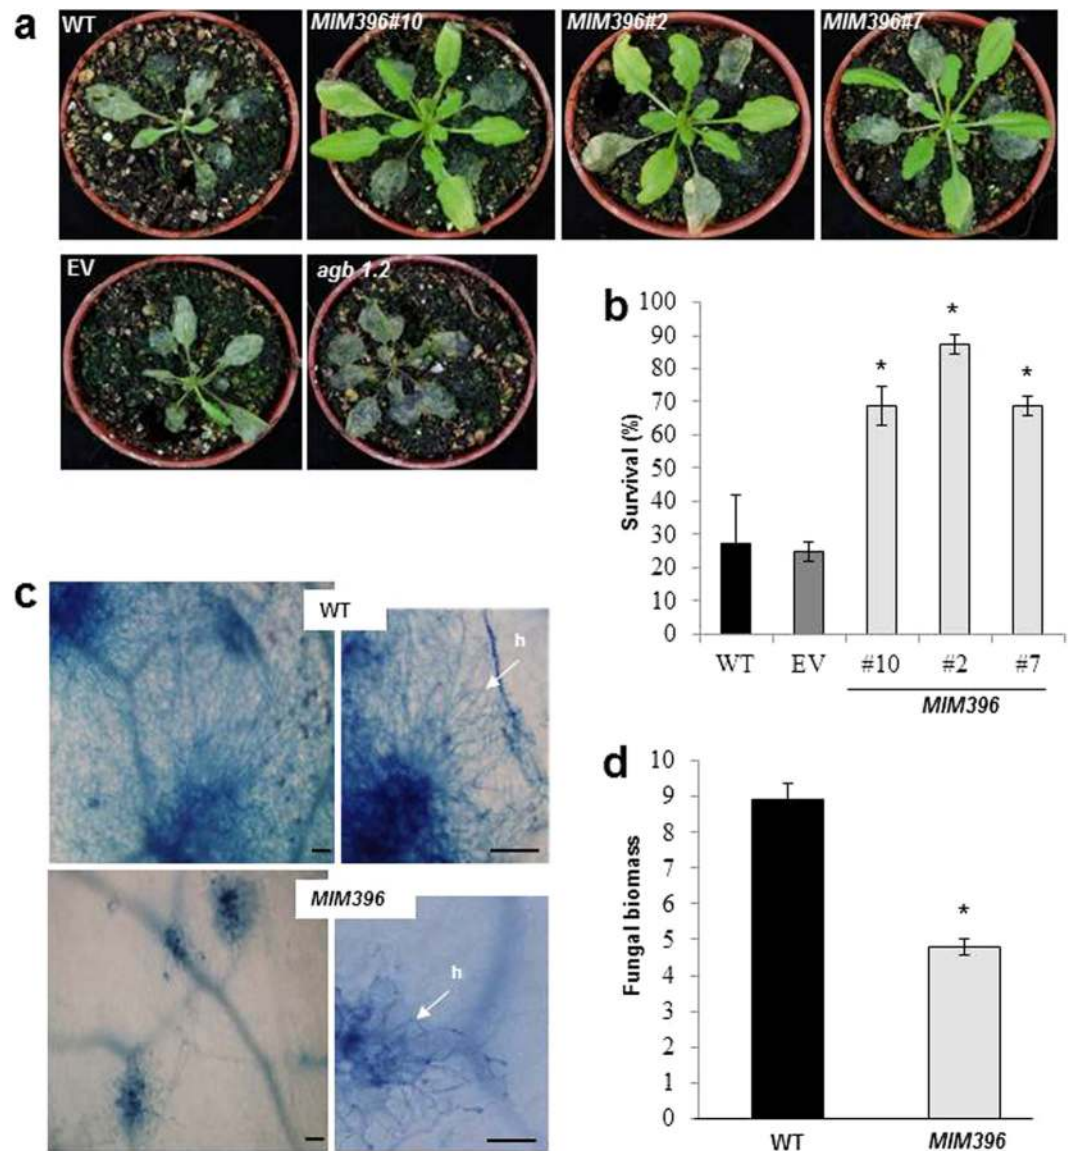 a
WT
MIM396#10
MIM396#2
MIM396#7
EV
agb 1.2
b
Survival (%)
100
90
80
70
60
50
40
30
20
10
0
WT
EV
#10
#2
#7
MIM396
*
*
*
c
WT
h
MIM396
h
d
Fungal biomass
10
9
8
7
6
5
4
3
2
1
0
*
WT
MIM396